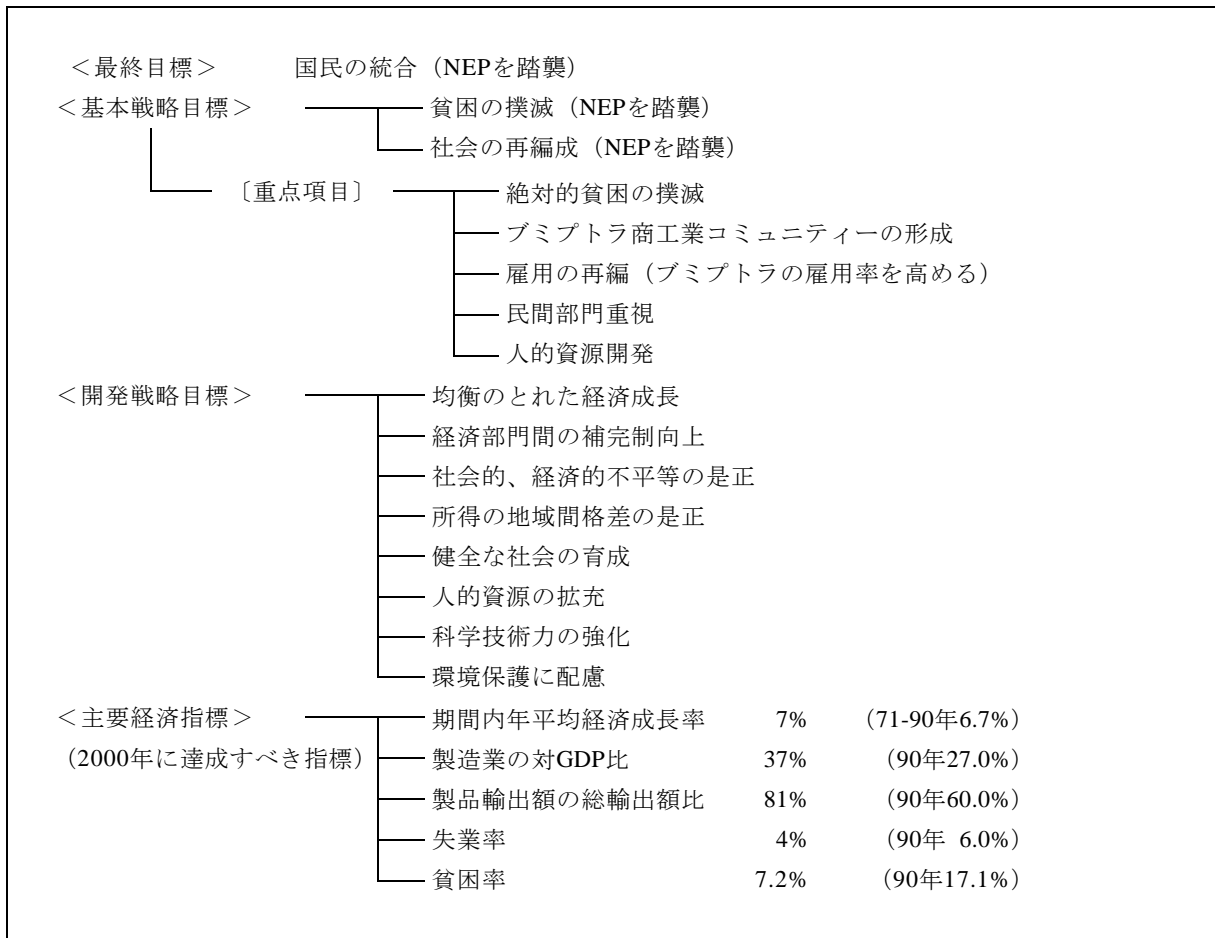 ＜最終目標＞ 国民の統合（NEPを踏襲）
＜基本戦略目標＞ 貧困の撲滅（NEPを踏襲）
社会の再編成（NEPを踏襲）
〔重点項目〕 絶対的貧困の撲滅
ブミプトラ商工業コミュニティーの形成
雇用の再編（ブミプトラの雇用率を高める）
民間部門重視
人的資源開発
＜開発戦略目標＞ 均衡のとれた経済成長
経済部門間の補完制向上
社会的、経済的不平等の是正
所得の地域間格差の是正
健全な社会の育成
人的資源の拡充
科学技術力の強化
環境保護に配慮
＜主要経済指標＞ 期間内年平均経済成長率 7% （71-90年6.7%）
（2000年に達成すべき指標） 製造業の対GDP比 37% （90年27.0%）
製品輸出額の総輸出額比 81% （90年60.0%）
失業率 4% （90年 6.0%）
貧困率 7.2% （90年17.1%）